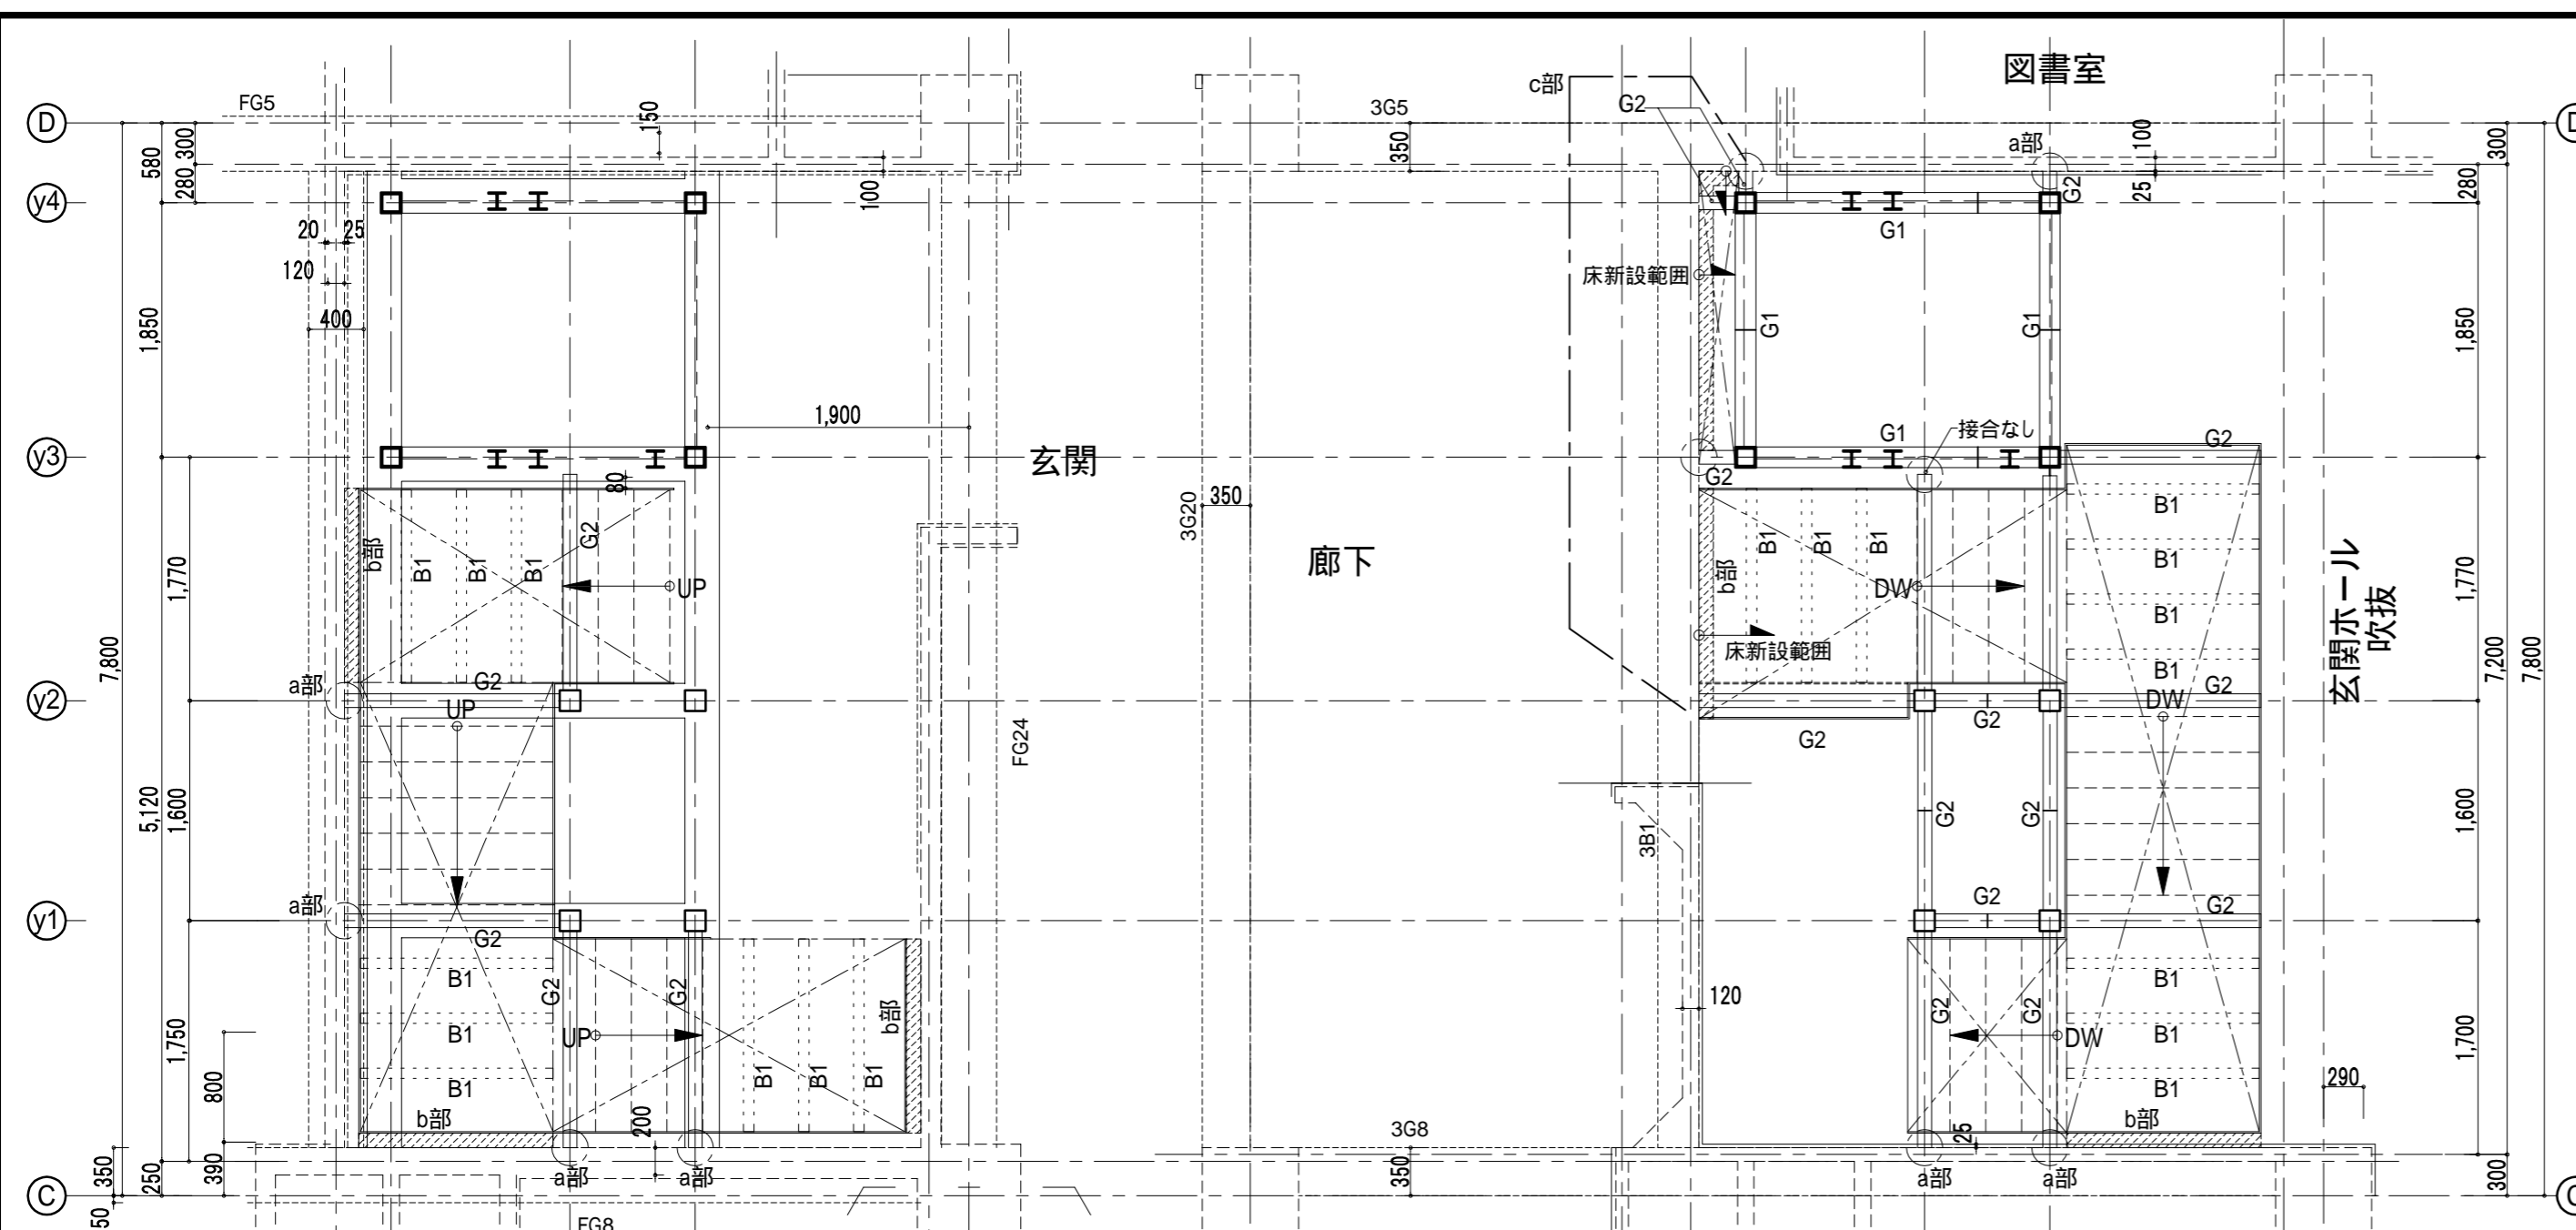 図書室
c部
G2
FG5
3G5
a部
D
580
300
150
350
100
300
280
100
25
G2
280
y4
20
25
G1
120
床新設範囲
400
1,850
G1
G1
1,850
1,900
接合なし
G1
G2
y3
玄関
80
G2
3G20
350
B1
b部
B1
B1
B1
G2
廊下
b部
B1
B1
B1
B1
1,770
UP
DW
B1
1,770
玄関ホール
吹抜
7,800
床新設範囲
B1
7,200
7,800
a部
G2
G2
DW
y2
UP
G2
G2
FG24
5,120
1,600
G2
G2
1,600
3B1
a部
G2
G2
y1
G2
B1
G2
G2
120
B1
B1
b部
G2
G2
B1
1,750
UP
DW
1,700
800
B1
B1
B1
B1
290
B1
b部
200
3G8
25
b部
350
250
390
a部
a部
350
a部
a部
300
C
50
FG8